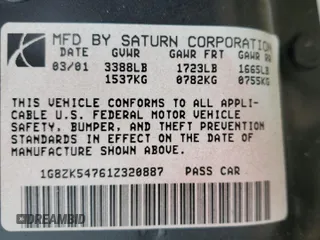 MFD BY SATURN CORPORATION
DATE GVWR GAWR FRT GAWR RR
03/01 3388LB 1723LB 1665LB
1537KG 0782KG 0755KG
THIS VEHICLE CONFORMS TO ALL APPLI-
CABLE U.S. FEDERAL MOTOR VEHICLE
SAFETY, BUMPER, AND THEFT PREVENTION
STANDARDS IN EFFECT ON THE DATE OF
MANUFACTURE SHOWN ABOVE.
1G8ZK54761Z320887 PASS CAR
GRADBIDDREAMBID